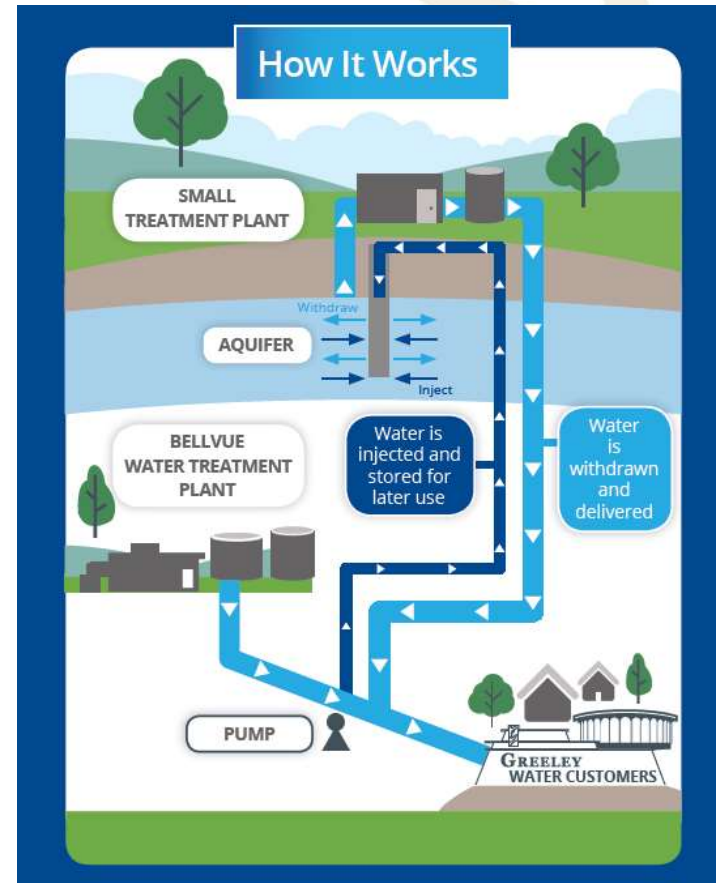 How It Works
SMALL
TREATMENT PLANT
Withdraw
AQUIFER
Inject
BELLVUE
WATER TREATMENT
PLANT
Water is
injected and
stored for
later use
Water
is
withdrawn
and
delivered
PUMP
GREELEY
WATER CUSTOMERS